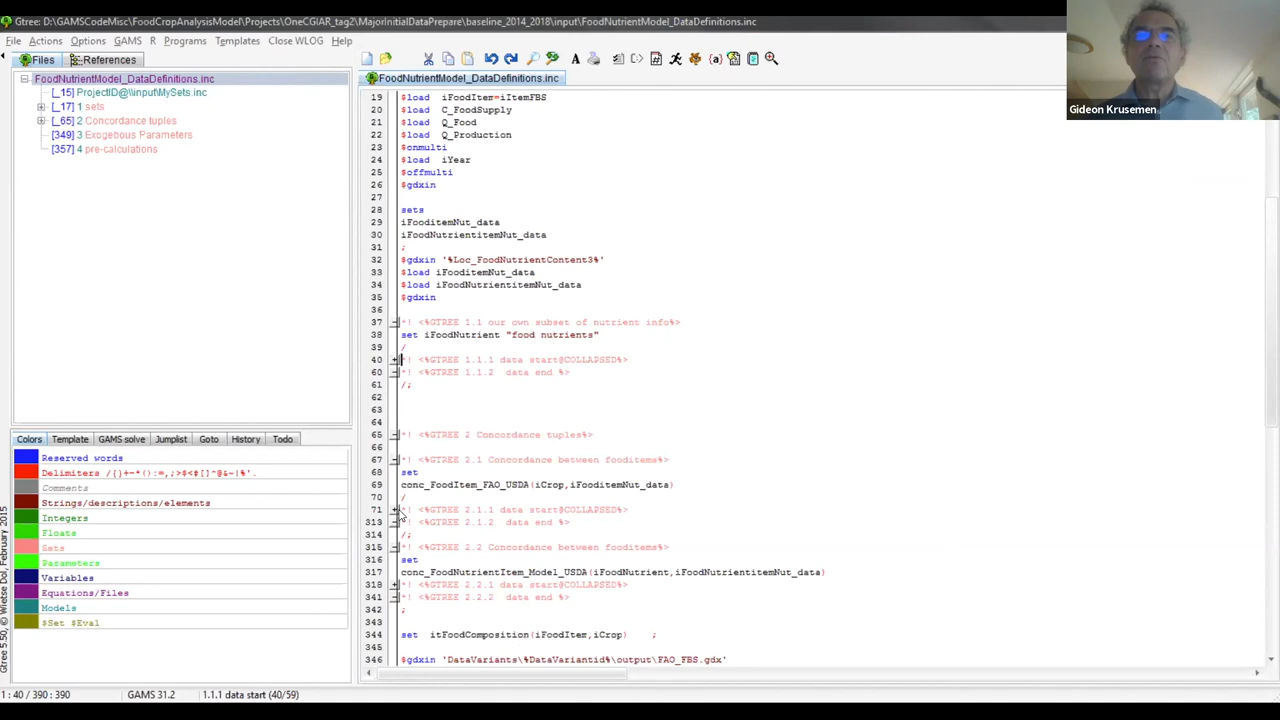 Gtree: D:\GAMSCodeMisc\FoodCropAnalysisModel\Projects\OneCGIAR_tag2\MajorInitialDataPrepare\baseline_2014_2018\input\FoodNutrientModel_DataDefinitions.inc
File Actions Options GAMS R Programs Templates Extras Close WLOG Help
Files References
FoodNutrientModel_DataDefinitions.inc
[_15] ProjectID@\\input\MySets.inc
[_17] 1 sets
[_65] 2 Concordance tuples
[349] 3 Exogebous Parameters
[357] 4 pre-calculations
Colors Template GAMS solve Jumplist Goto History Todo
Reserved words
Delimiters /{}+-*():=,;>$<#[]^@&~|%'.
Comments
Strings/descriptions/elements
Integers
Floats
Sets
Parameters
Variables
Equations/Files
Models
$Set $Eval
Gtree 5.50, © Wietse Dol, February 2015
FoodNutrientModel_DataDefinitions.inc
19 $load iFoodItem=iItemFBS
20 $load C_FoodSupply
21 $load Q_Food
22 $load Q_Production
23 $onmulti
24 $load iYear
25 $offmulti
26 $gdxin
27
28 sets
29 iFooditemNut_data
30 iFoodNutrientitemNut_data
31 ;
32 $gdxin '%Loc_FoodNutrientContent3%'
33 $load iFooditemNut_data
34 $load iFoodNutrientitemNut_data
35 $gdxin
36
37 *! <%GTREE 1.1 our own subset of nutrient info%>
38 set iFoodNutrient "food nutrients"
39 /
40 *! <%GTREE 1.1.1 data start@COLLAPSED%>
60 *! <%GTREE 1.1.2 data end %>
61 /;
62
63
64
65 *! <%GTREE 2 Concordance tuples%>
66
67 *! <%GTREE 2.1 Concordance between fooditems%>
68 set
69 conc_FoodItem_FAO_USDA(iCrop,iFooditemNut_data)
70 /
71 *! <%GTREE 2.1.1 data start@COLLAPSED%>
313 *! <%GTREE 2.1.2 data end %>
314 /;
315 *! <%GTREE 2.2 Concordance between fooditems%>
316 set
317 conc_FoodNutrientItem_Model_USDA(iFoodNutrient,iFoodNutrientitemNut_data)
318 *! <%GTREE 2.2.1 data start@COLLAPSED%>
341 *! <%GTREE 2.2.2 data end %>
342 ;
343
344 set itFoodComposition(iFoodItem,iCrop) ;
345
346 $gdxin 'DataVariants\%DataVariantid%\output\FAO_FBS.gdx'
1 : 40 / 390 : 390 GAMS 31.2 1.1.1 data start (40/59)
Gideon Krusemen